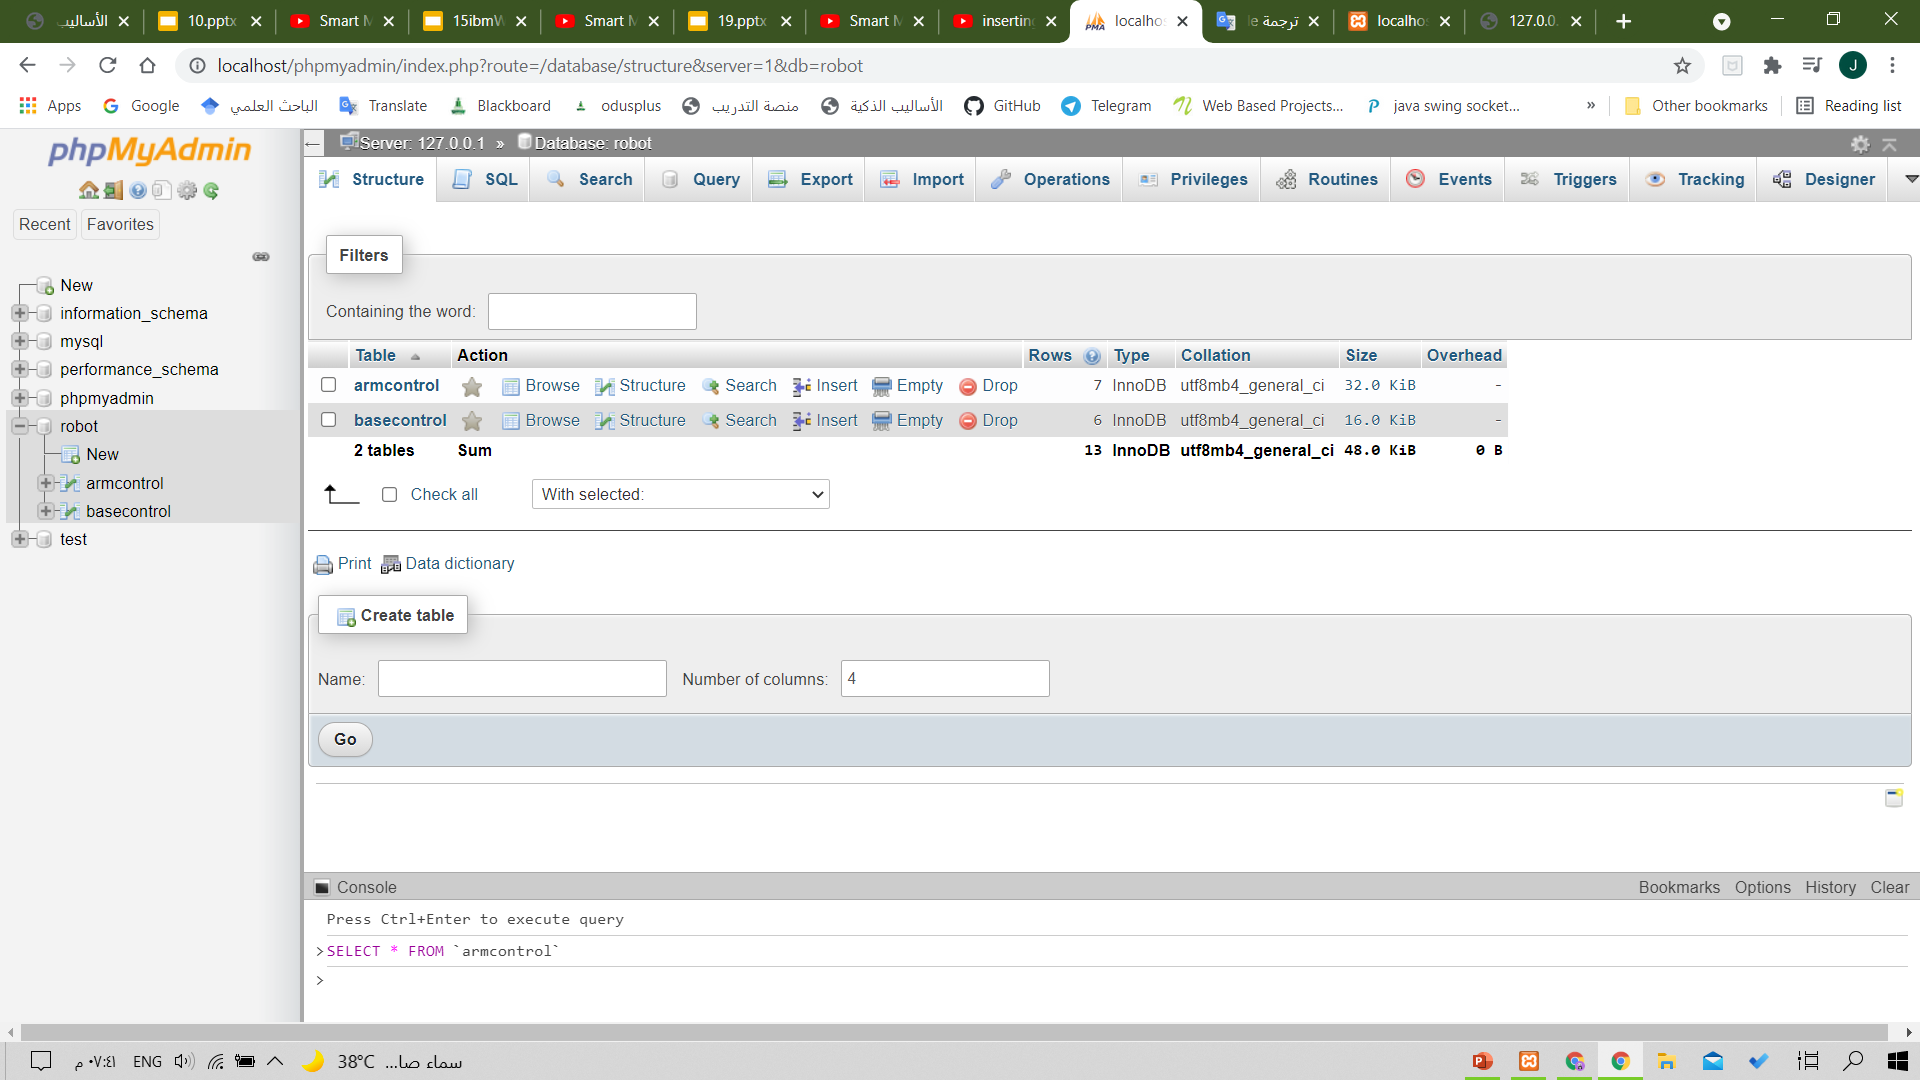 الأساليب
10.pptx
Smart M
15ibmW
Smart M
19.pptx
Smart M
inserting
localho
ترجمة le
localho
127.0.0.
localhost/phpmyadmin/index.php?route=/database/structure&server=1&db=robot
J
Apps
Google
الباحث العلمي
Translate
Blackboard
odusplus
منصة التدريب
الأساليب الذكية
GitHub
Telegram
Web Based Projects...
java swing socket...
»
Other bookmarks
Reading list
phpMyAdmin
Recent
Favorites
New
information_schema
mysql
performance_schema
phpmyadmin
robot
New
armcontrol
basecontrol
test
Server: 127.0.0.1 » Database: robot
Structure
SQL
Search
Query
Export
Import
Operations
Privileges
Routines
Events
Triggers
Tracking
Designer
Filters
Containing the word:
Table Action Rows Type Collation Size Overhead
armcontrol Browse Structure Search Insert Empty Drop 7 InnoDB utf8mb4_general_ci 32.0 KiB -
basecontrol Browse Structure Search Insert Empty Drop 6 InnoDB utf8mb4_general_ci 16.0 KiB -
2 tables Sum 13 InnoDB utf8mb4_general_ci 48.0 KiB 0 B
Check all
With selected:
Print Data dictionary
Create table
Name:
Number of columns: 4
Go
Console
Bookmarks Options History Clear
Press Ctrl+Enter to execute query
>SELECT * FROM `armcontrol`
>
٠٧:٤١ م
ENG
38°C
سماء صا...